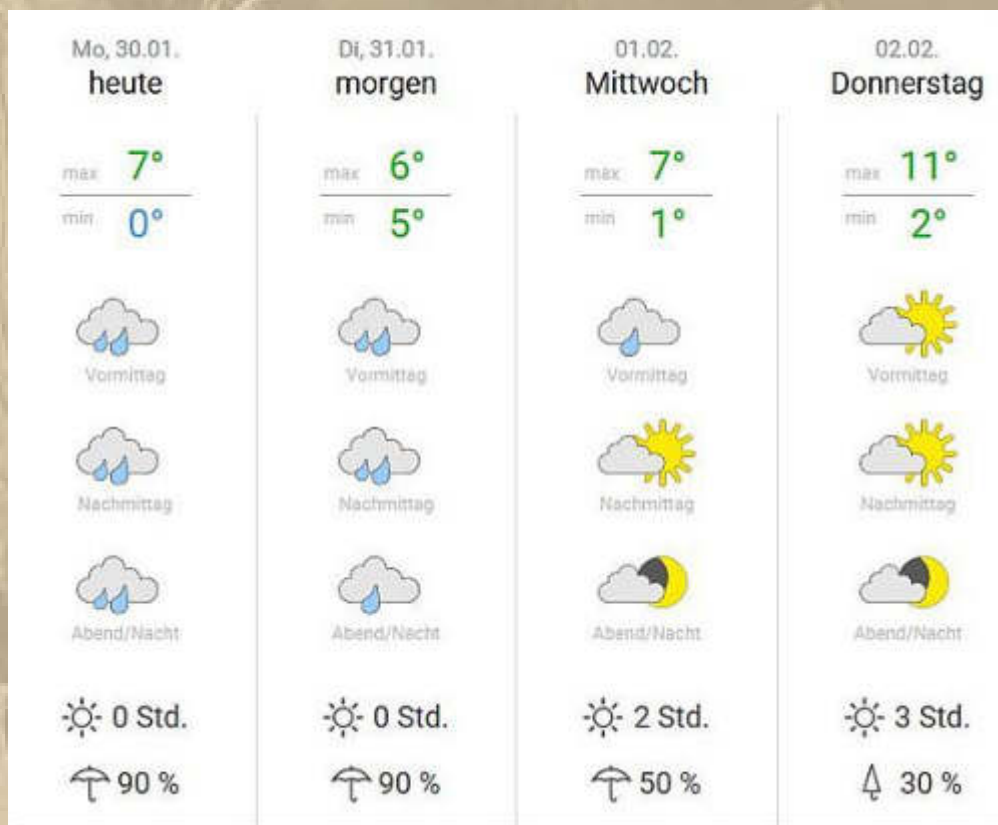 Mo, 30.01.
heute
max 7°
min 0°
Vormittag
Nachmittag
Abend/Nacht
0 Std.
90 %
Di, 31.01.
morgen
max 6°
min 5°
Vormittag
Nachmittag
Abend/Nacht
0 Std.
90 %
01.02.
Mittwoch
max 7°
min 1°
Vormittag
Nachmittag
Abend/Nacht
2 Std.
50 %
02.02.
Donnerstag
max 11°
min 2°
Vormittag
Nachmittag
Abend/Nacht
3 Std.
30 %